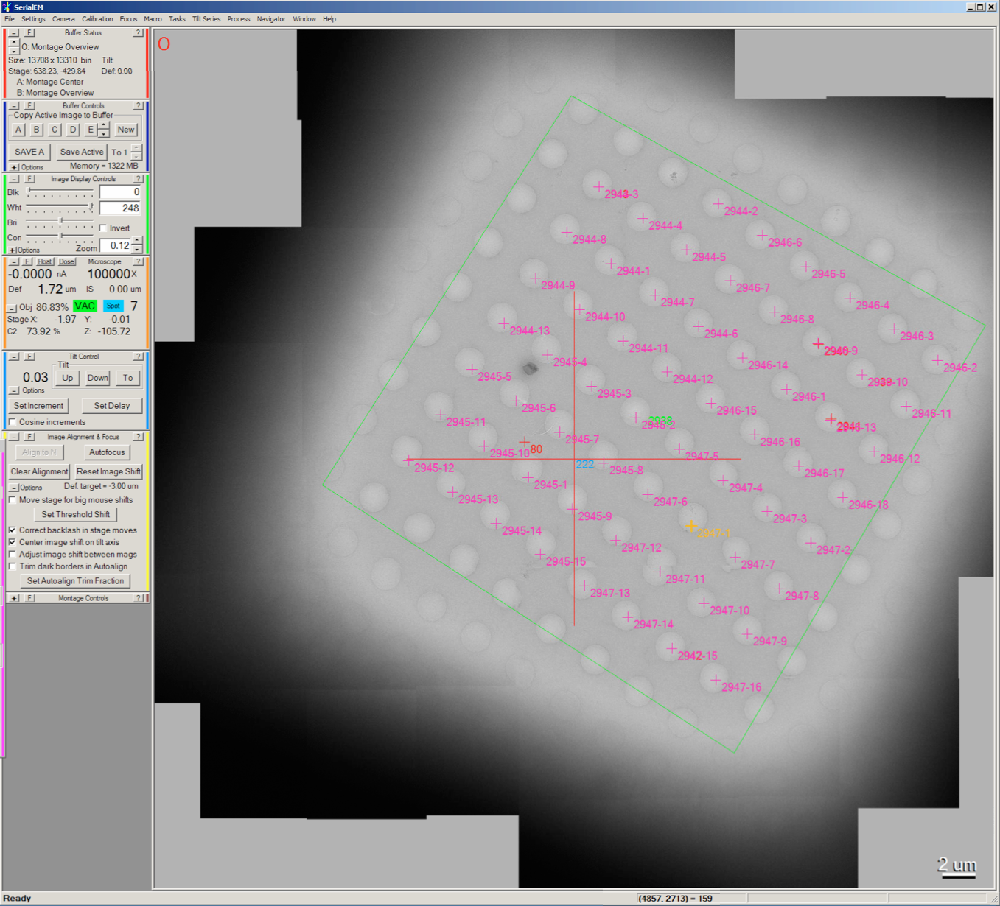 SerialEM
File Settings Camera Calibration Focus Macro Tasks Tilt Series Process Navigator Window Help
– F Buffer Status ?
O: Montage Overview
Size: 13708 x 13310 bin Tilt:
Stage: 638.23, -429.84 Def: 0.00
A: Montage Center
B: Montage Overview
– F Buffer Controls ?
Copy Active Image to Buffer
A B C D E New
SAVE A Save Active To 1
+ Options Memory = 1322 MB
– F Image Display Controls ?
Blk 0
Wht 248
Bri
Invert
Con
+ Options Zoom 0.12
– F Float Dose Microscope ?
-0.0000 nA 100000 X
Def 1.72 um IS 0.00 um
– Obj 86.83% VAC Spot 7
Stage X: -1.97 Y: -0.01
C2 73.92 % Z: -105.72
– F Tilt Control ?
Tilt
0.03 Up Down To
– Options
Set Increment Set Delay
Cosine increments
– F Image Alignment & Focus ?
Align to N Autofocus
Clear Alignment Reset Image Shift
– Options Def. target = -3.00 um
Move stage for big mouse shifts
Set Threshold Shift
Correct backlash in stage moves
Center image shift on tilt axis
Adjust image shift between mags
Trim dark borders in Autoalign
Set Autoalign Trim Fraction
+ F Montage Controls ?
O
2944-2
2944-4
2944-8
2946-6
2944-5
2944-1
2946-5
2944-9
2946-7
2944-7
2946-4
2944-10
2946-8
2944-13
2944-6
2946-3
2944-11
2945-4
2946-14
2946-2
2945-5
2944-12
2945-3
2946-1
2945-6
2946-15
2946-11
2945-11
2945-2
2945-7
2946-16
80
2945-10
2947-5
2946-12
222
2945-12
2945-8
2946-17
2945-1
2947-4
2945-13
2947-6
2946-18
2945-9
2947-3
2945-14
2947-1
2947-12
2947-2
2945-15
2947-7
2947-11
2947-13
2947-8
2947-10
2947-14
2947-9
2947-16
2 um
Ready (4857, 2713) = 159